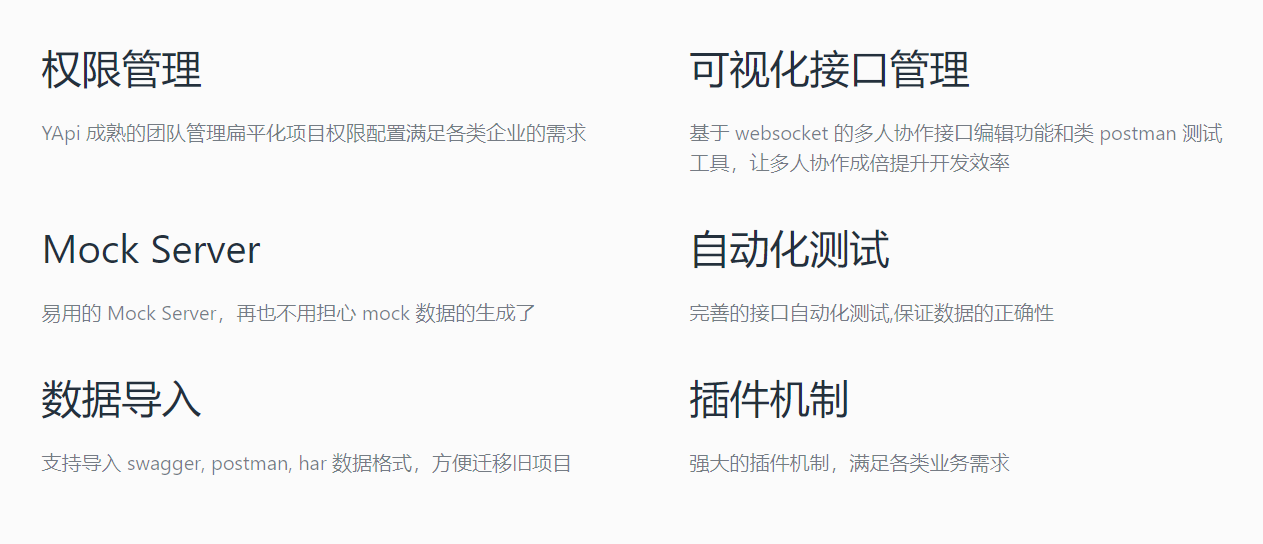 权限管理
YApi 成熟的团队管理扁平化项目权限配置满足各类企业的需求
可视化接口管理
基于 websocket 的多人协作接口编辑功能和类 postman 测试
工具，让多人协作成倍提升开发效率
Mock Server
易用的 Mock Server，再也不用担心 mock 数据的生成了
自动化测试
完善的接口自动化测试,保证数据的正确性
数据导入
支持导入 swagger, postman, har 数据格式，方便迁移旧项目
插件机制
强大的插件机制，满足各类业务需求